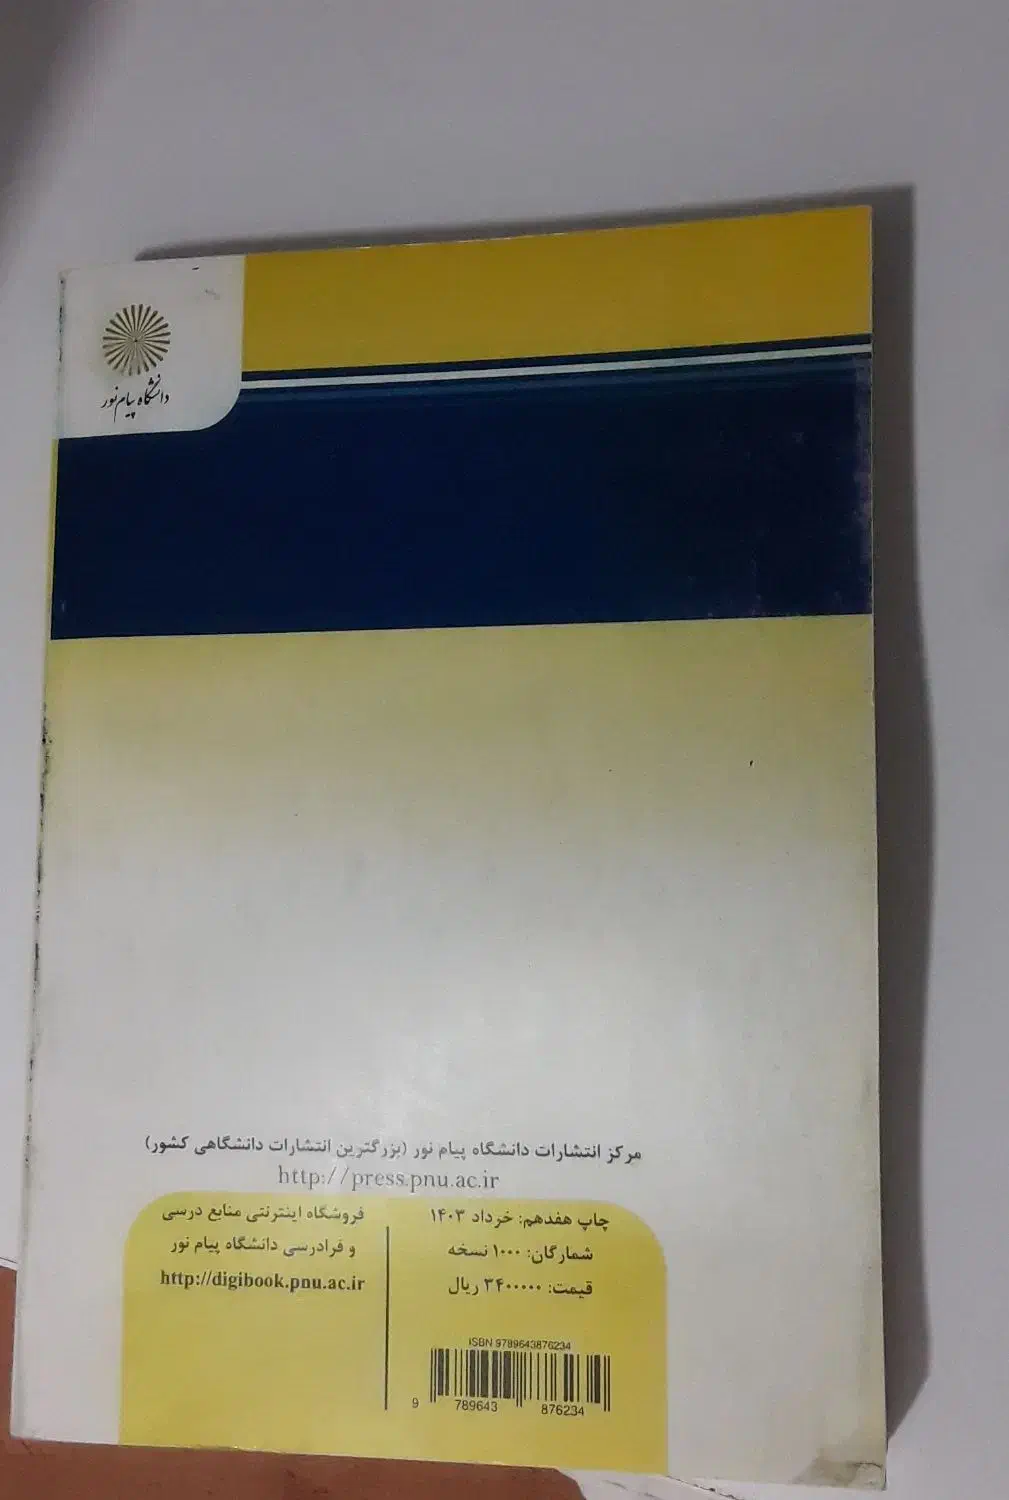 دانشگاه پیام نور
مرکز انتشارات دانشگاه پیام نور (بزرگترین انتشارات دانشگاهی کشور)
http://press.pnu.ac.ir
چاپ هفدهم: خرداد ۱۴۰۳
شمارگان: ۱۰۰۰ نسخه
قیمت: ۳۴۰۰۰۰۰ ریال
فروشگاه اینترنتی منابع درسی
و فرادرسی دانشگاه پیام نور
http://digibook.pnu.ac.ir
ISBN 9789643876234
9 789643 876234